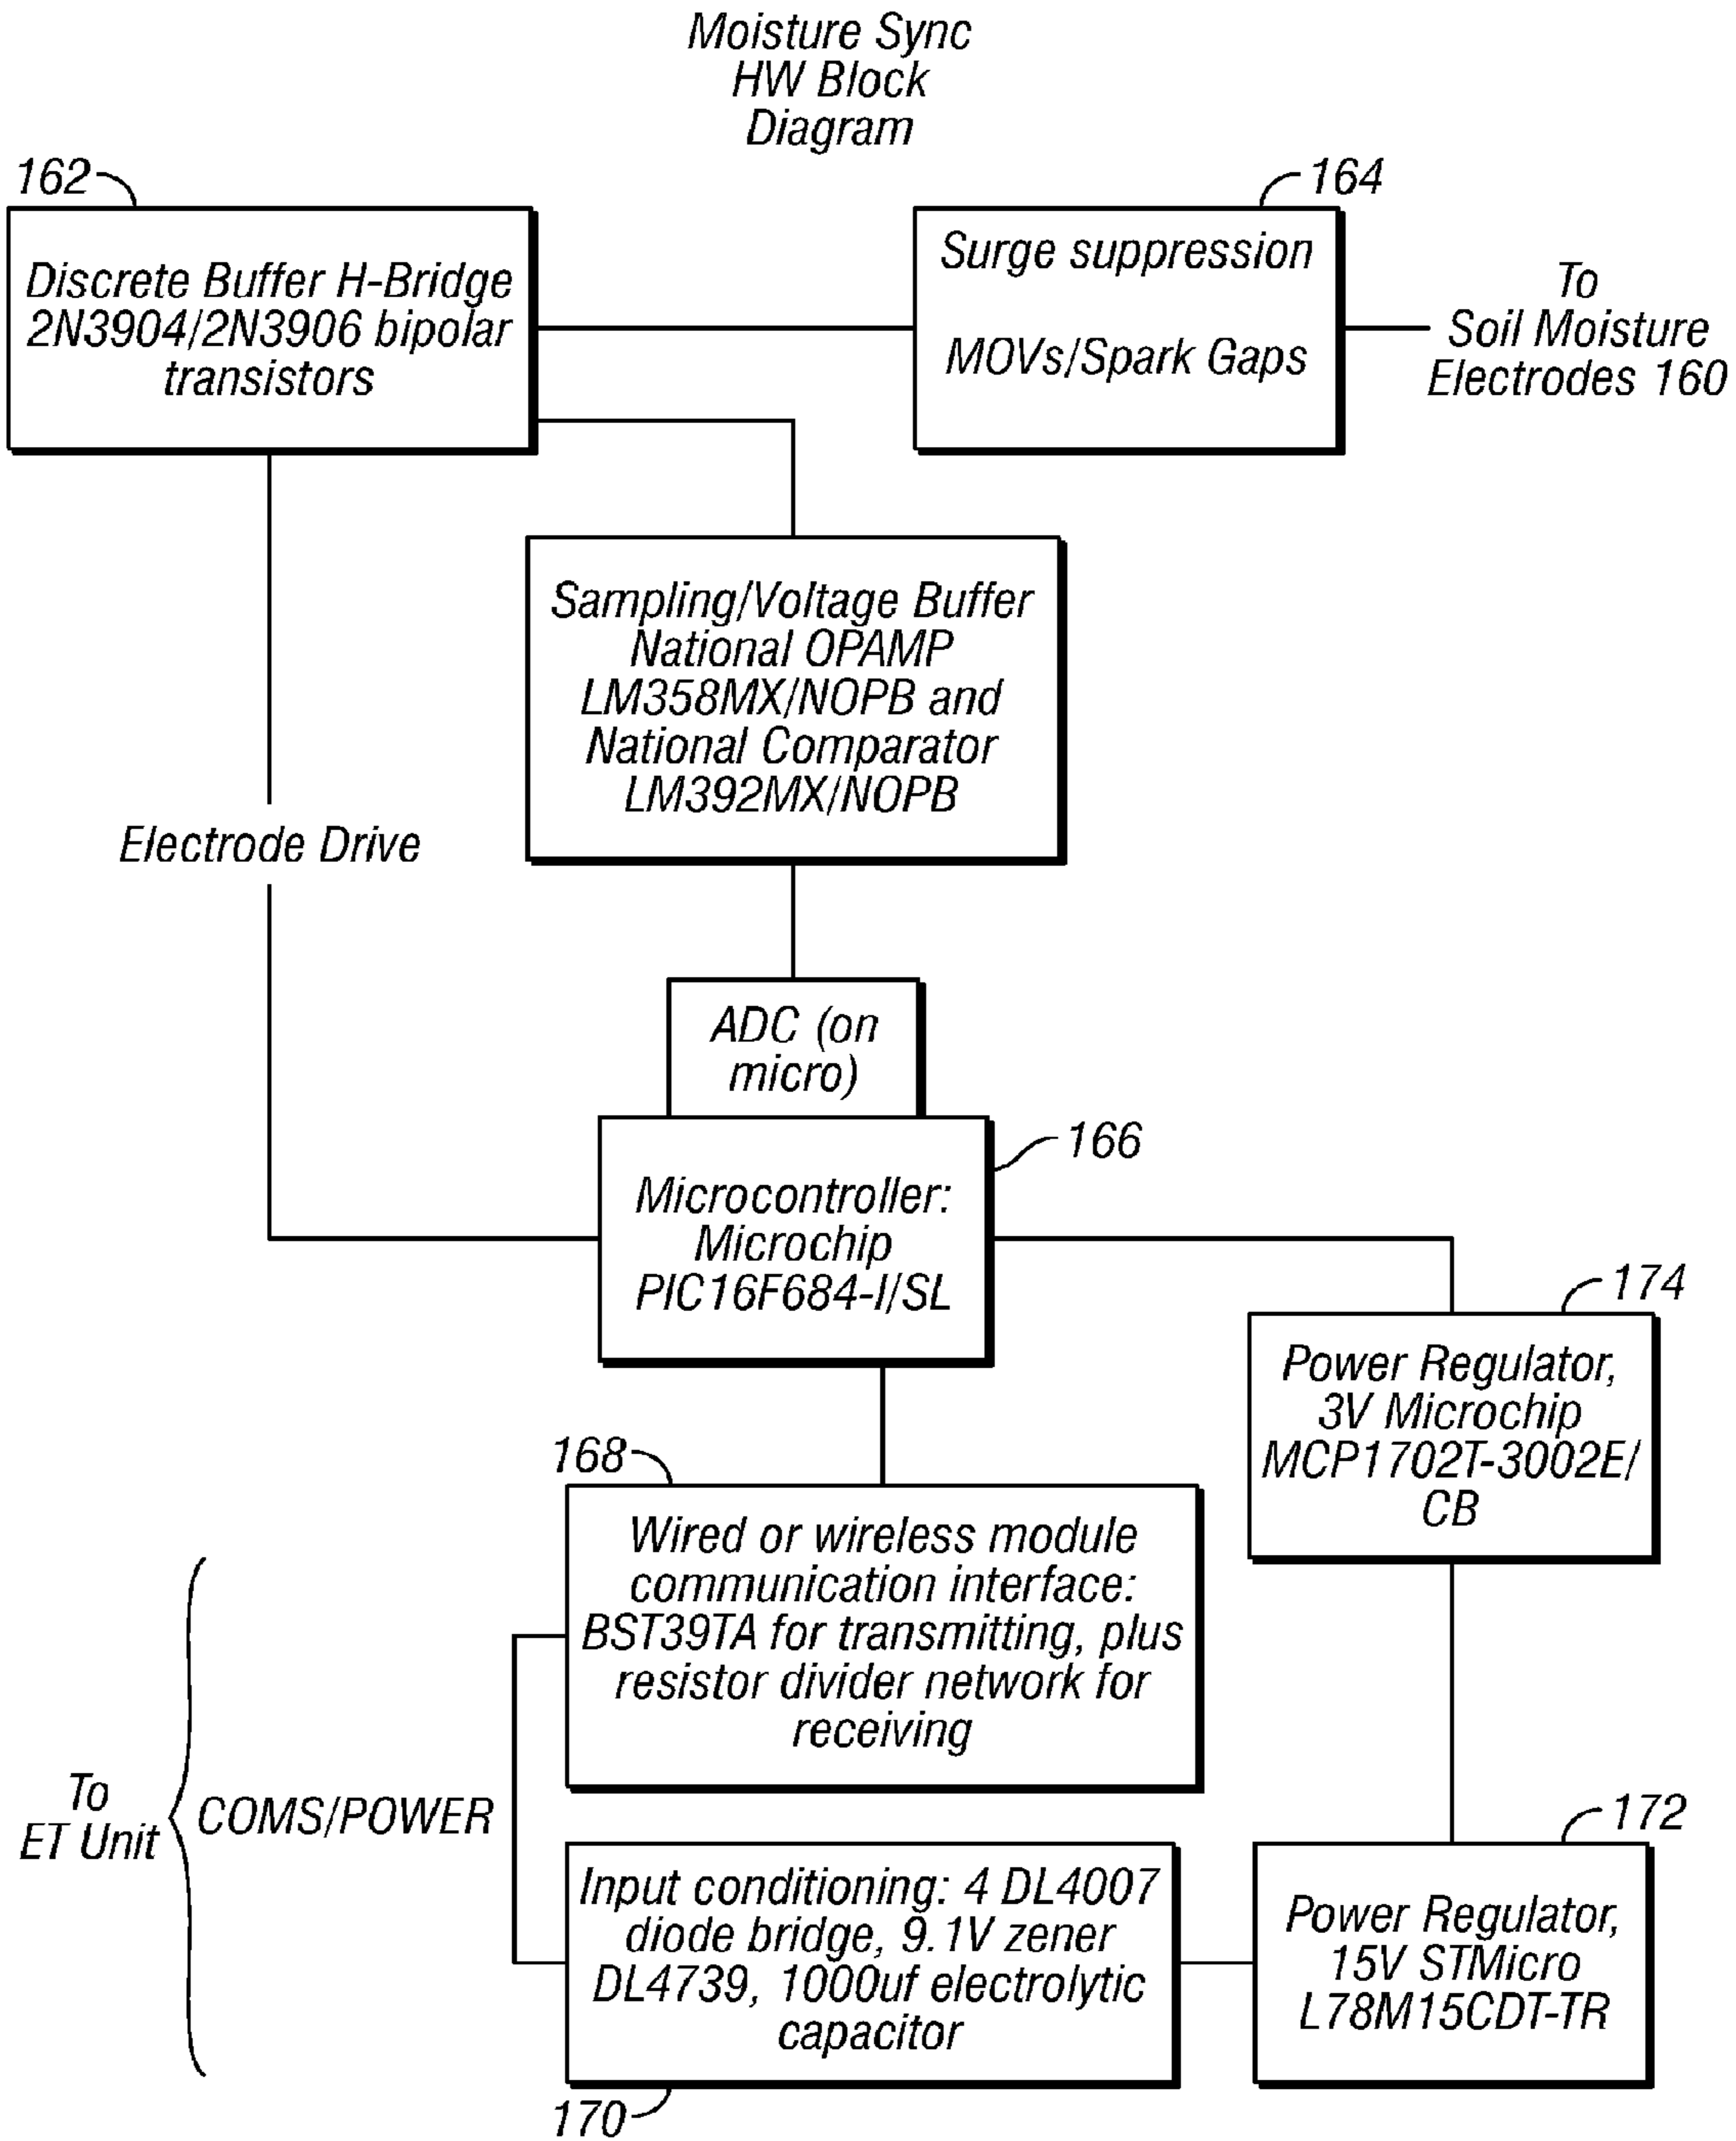 Moisture Sync
HW Block
Diagram
162
164
Discrete Buffer H-Bridge
2N3904/2N3906 bipolar
transistors
Surge suppression
MOVs/Spark Gaps
To
Soil Moisture
Electrodes 160
Sampling/Voltage Buffer
National OPAMP
LM358MX/NOPB and
National Comparator
LM392MX/NOPB
Electrode Drive
ADC (on
micro)
166
Microcontroller:
Microchip
PIC16F684-I/SL
174
Power Regulator,
3V Microchip
MCP1702T-3002E/
CB
168
Wired or wireless module
communication interface:
BST39TA for transmitting, plus
resistor divider network for
receiving
To
ET Unit
COMS/POWER
172
Input conditioning: 4 DL4007
diode bridge, 9.1V zener
DL4739, 1000uf electrolytic
capacitor
170
Power Regulator,
15V STMicro
L78M15CDT-TR